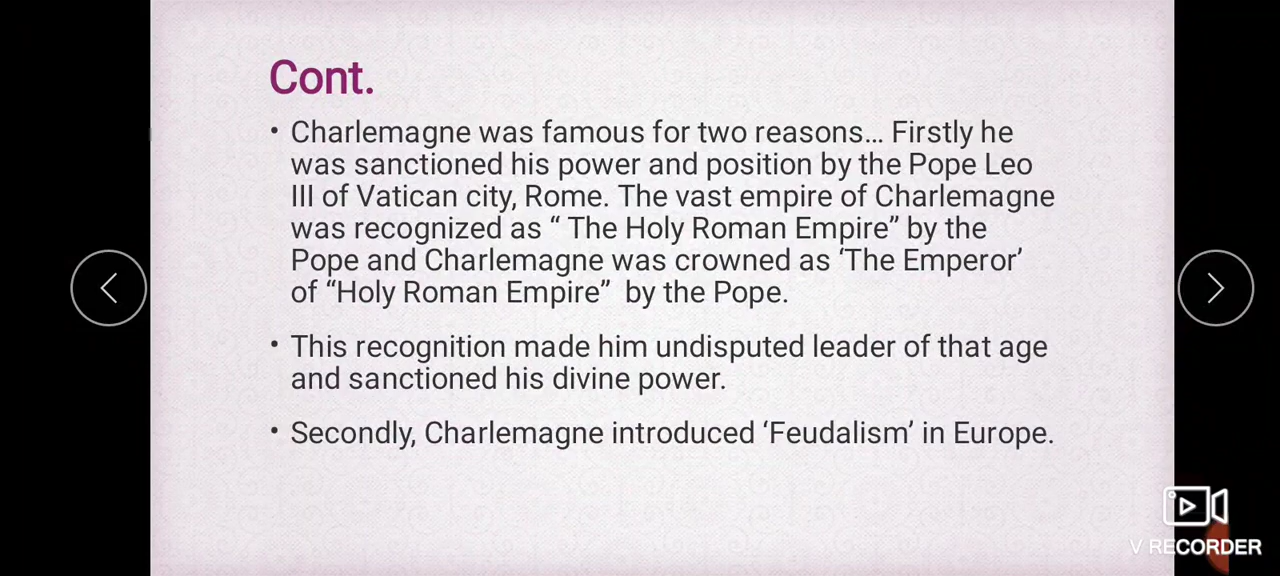 Cont.
• Charlemagne was famous for two reasons... Firstly he
was sanctioned his power and position by the Pope Leo
III of Vatican city, Rome. The vast empire of Charlemagne
was recognized as “ The Holy Roman Empire” by the
Pope and Charlemagne was crowned as ‘The Emperor’
of “Holy Roman Empire”  by the Pope.
• This recognition made him undisputed leader of that age
and sanctioned his divine power.
• Secondly, Charlemagne introduced ‘Feudalism’ in Europe.
V RECORDER